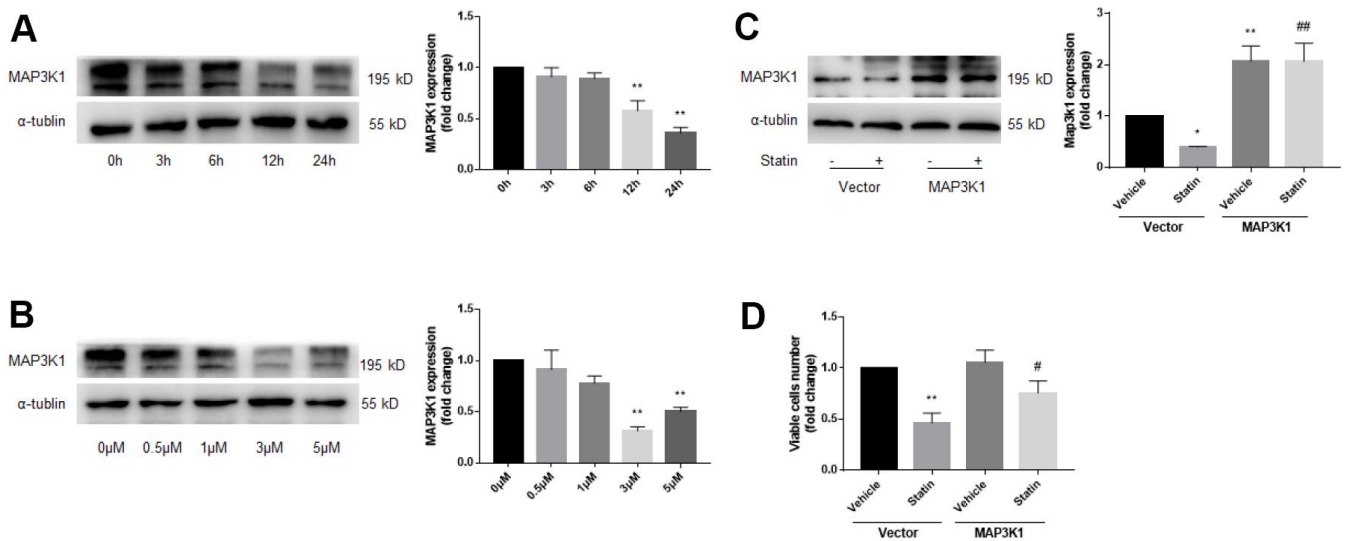 A
MAP3K1
195 kD
α-tublin
55 kD
0h 3h 6h 12h 24h
MAP3K1 expression
(fold change)
1.5
1.0
0.5
0.0
** **
0h 3h 6h 12h 24h
B
MAP3K1
195 kD
α-tublin
55 kD
0μM 0.5μM 1μM 3μM 5μM
MAP3K1 expression
(fold change)
1.5
1.0
0.5
0.0
** **
0μM 0.5μM 1μM 3μM 5μM
C
MAP3K1
195 kD
α-tublin
55 kD
Statin - + - +
Vector MAP3K1
Map3K1 expression
(fold change)
3
2
1
0
* ** ##
Vehicle Statin Vehicle Statin
Vector MAP3K1
D
Viable cells number
(fold change)
1.5
1.0
0.5
0.0
** #
Vehicle Statin Vehicle Statin
Vector MAP3K1